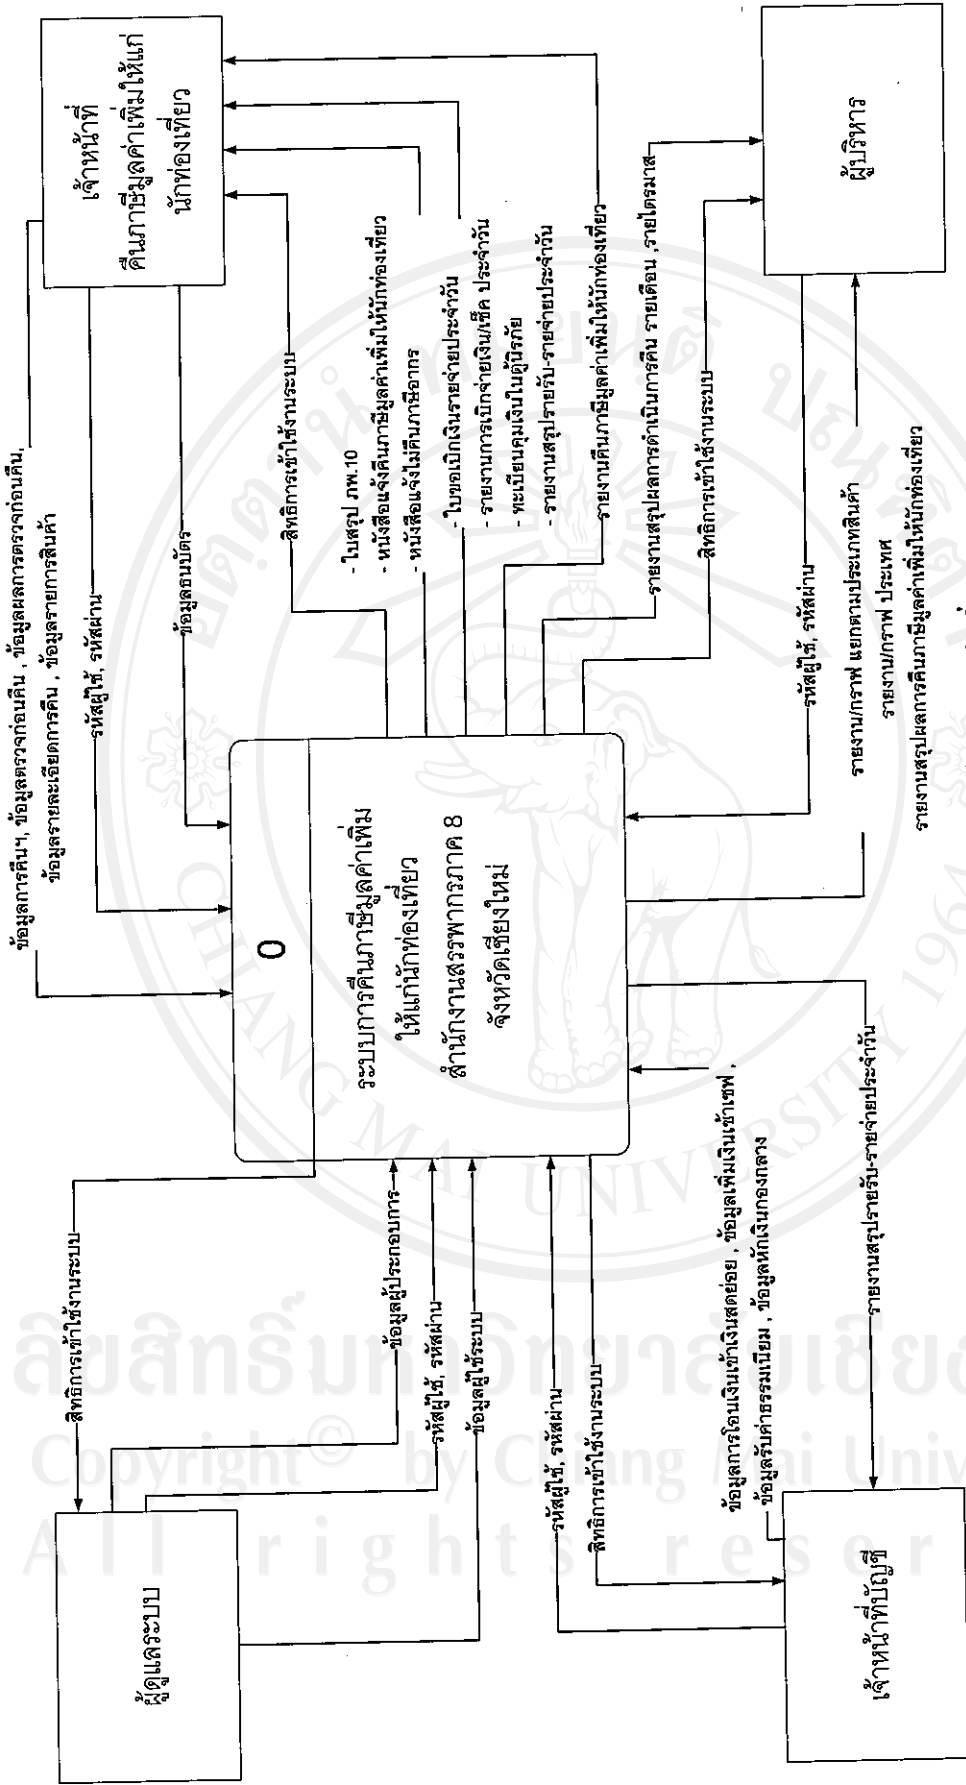 ผู้ดูแลระบบ
สิทธิการเข้าใช้งานระบบ
ข้อมูลผู้ประกอบการ
รหัสผู้ใช้, รหัสผ่าน
ข้อมูลผู้ใช้ระบบ
ข้อมูลการคืนฯ, ข้อมูลตรวจก่อนคืน , ข้อมูลผลการตรวจก่อนคืน,
ข้อมูลรายละเอียดการคืน , ข้อมูลรายการสินค้า
รหัสผู้ใช้, รหัสผ่าน
ข้อมูลธนบัตร
เจ้าหน้าที่
คืนภาษีมูลค่าเพิ่มให้แก่
นักท่องเที่ยว
0
ระบบการคืนภาษีมูลค่าเพิ่ม
ให้แก่นักท่องเที่ยว
สำนักงานสรรพากรภาค 8
จังหวัดเชียงใหม่
สิทธิการเข้าใช้งานระบบ
- ใบสรุป ภพ.10
- หนังสือแจ้งคืนภาษีมูลค่าเพิ่มให้นักท่องเที่ยว
- หนังสือแจ้งไม่คืนภาษีอากร
- ใบขอเบิกเงินรายจ่ายประจำวัน
- รายงานการเบิกจ่ายเงิน/เช็ค ประจำวัน
- ทะเบียนคุมเงินในตู้นิรภัย
- รายงานสรุปรายรับ-รายจ่ายประจำวัน
รายงานคืนภาษีมูลค่าเพิ่มให้นักท่องเที่ยว
รายงานสรุปผลการดำเนินการคืน รายเดือน ,รายไตรมาส
สิทธิการเข้าใช้งานระบบ
รหัสผู้ใช้, รหัสผ่าน
ผู้บริหาร
รายงาน/กราฟ แยกตามประเภทสินค้า
รายงาน/กราฟ ประเทศ
รายงานสรุปผลการคืนภาษีมูลค่าเพิ่มให้นักท่องเที่ยว
รหัสผู้ใช้, รหัสผ่าน
สิทธิการเข้าใช้งานระบบ
ข้อมูลการโอนเงินเข้าเงินสดย่อย , ข้อมูลเพิ่มเงินเข้าเซฟ ,
ข้อมูลรับค่าธรรมเนียม , ข้อมูลหักเงินกองกลาง
รายงานสรุปรายรับ-รายจ่ายประจำวัน
เจ้าหน้าที่บัญชี
CHIANG MAI UNIVERSITY 1964
ลิขสิทธิ์มหาวิทยาลัยเชียง
Copyright © by Chiang Mai Univ
All rights reser